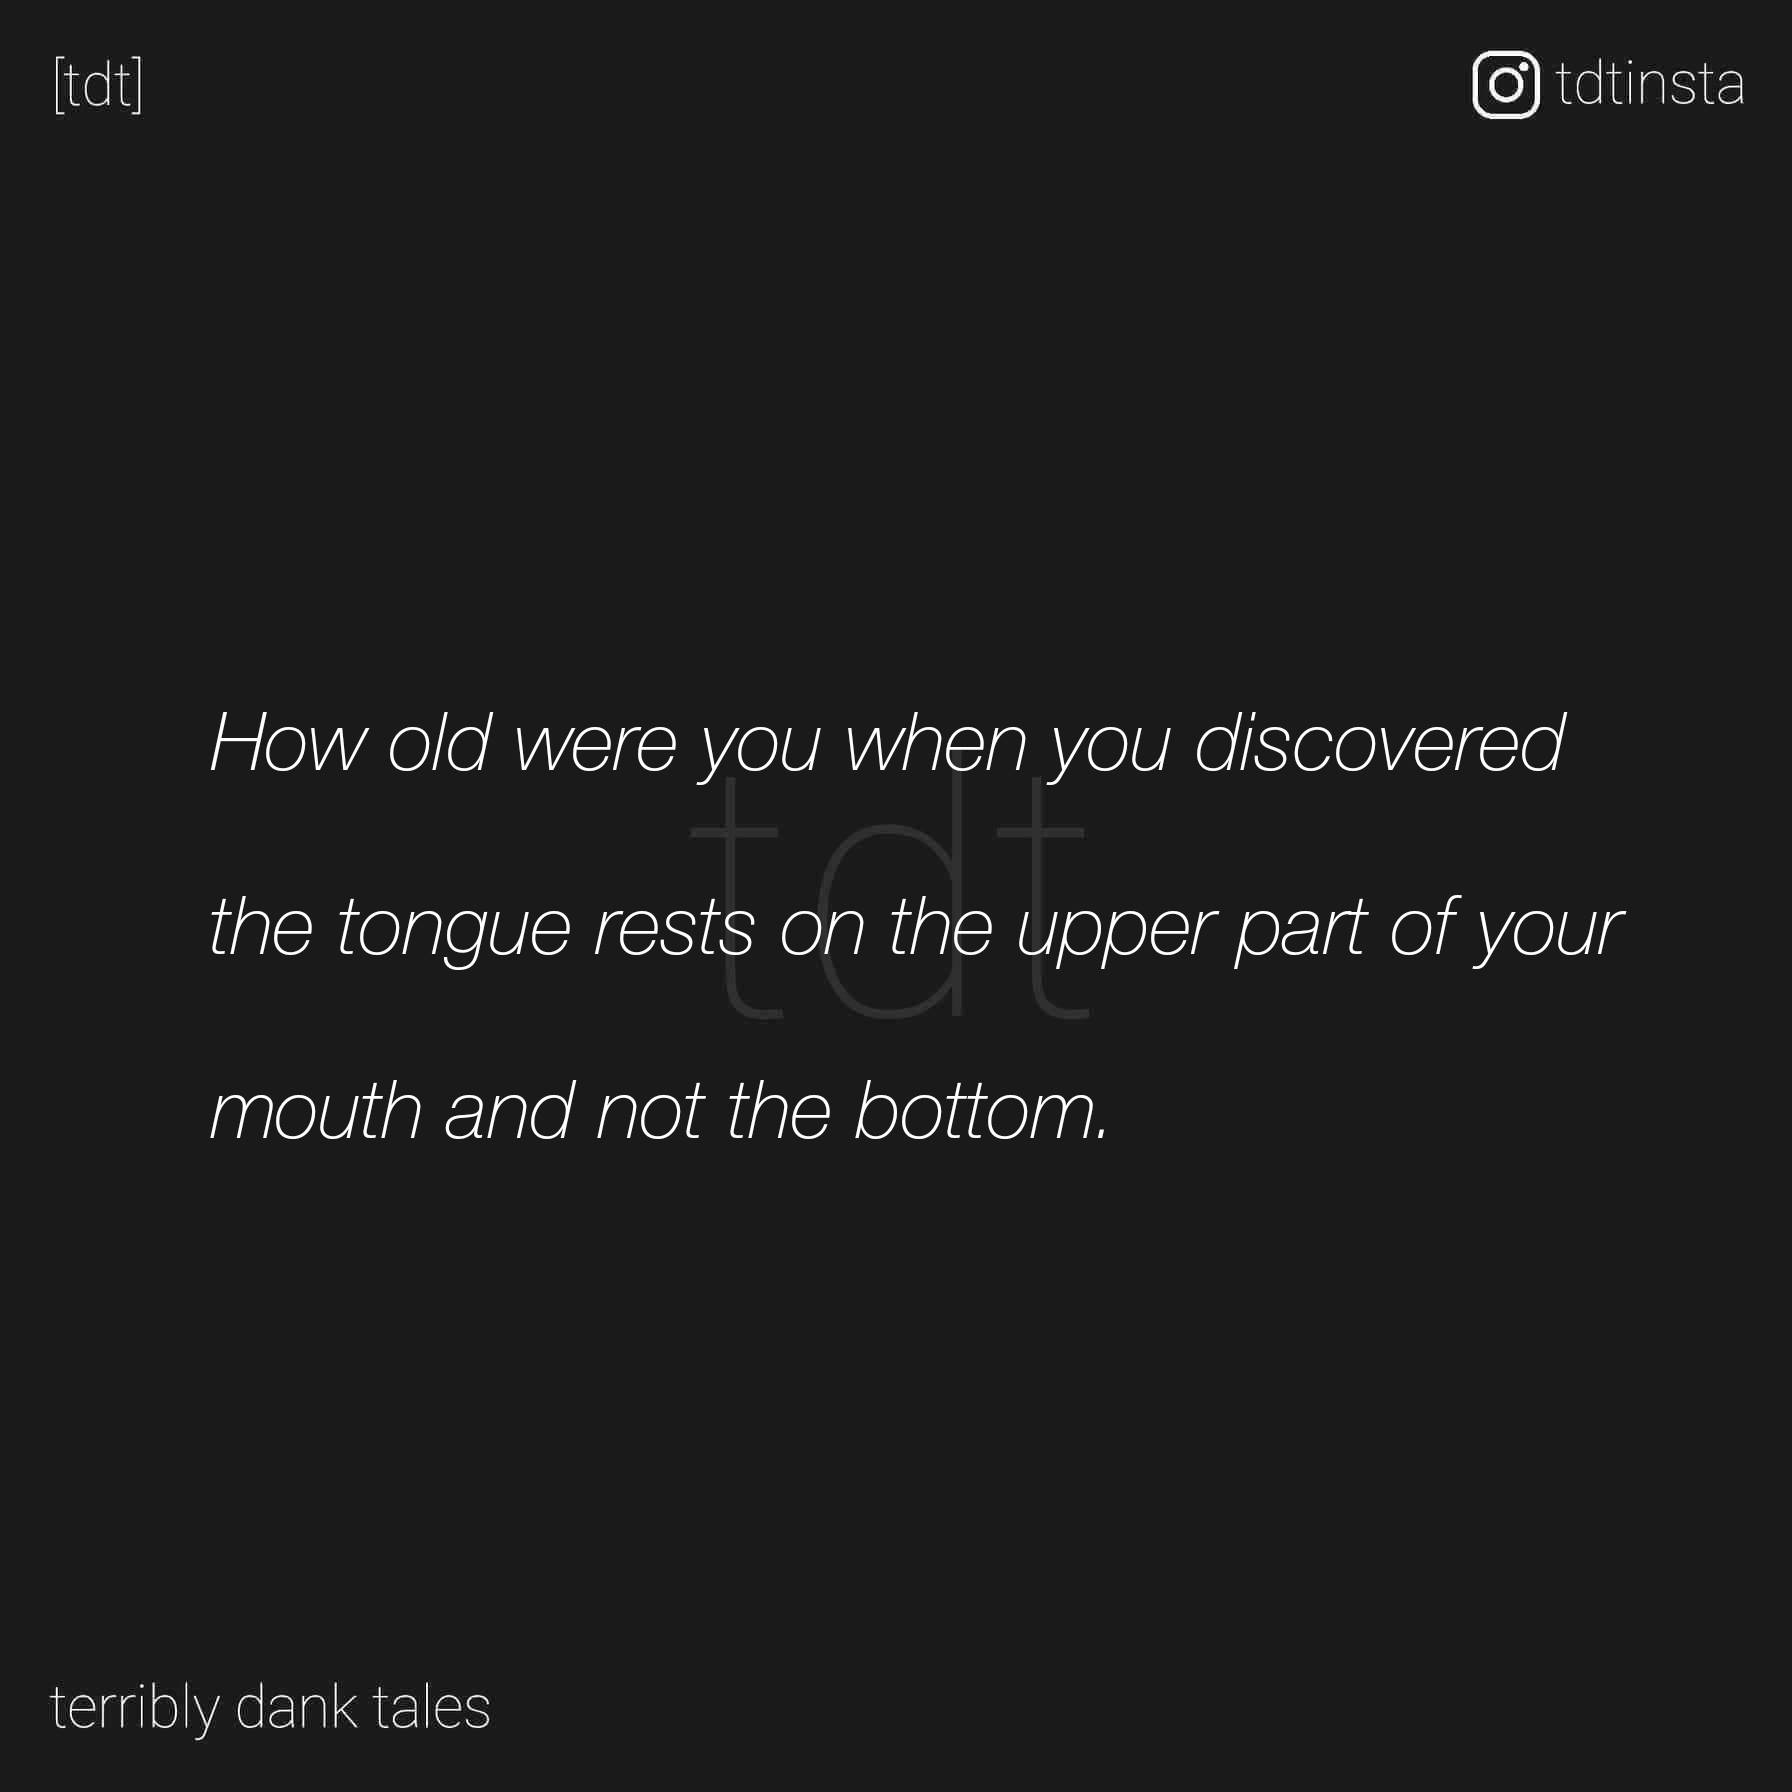 [tdt]
tdtinsta
How old were you when you discovered
the tongue rests on the upper part of your
mouth and not the bottom.
tdt
terribly dank tales